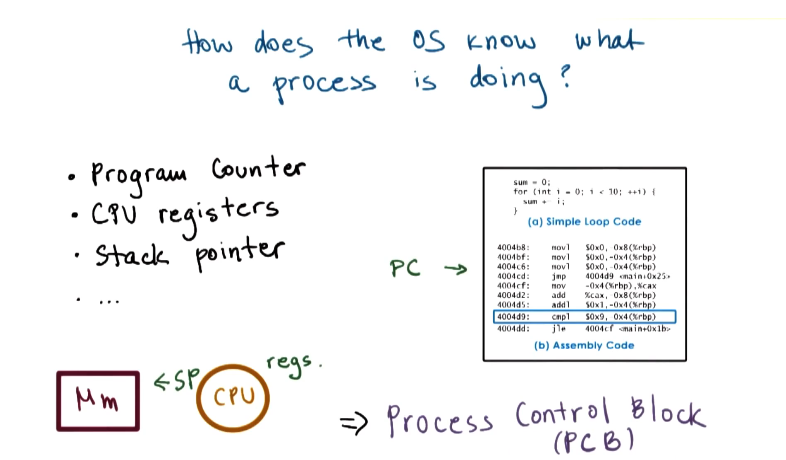 How does the OS know what
a process is doing?
• Program Counter
• CPU registers
• Stack pointer
• ...
sum = 0;
for (int i = 0; i < 10; ++i) {
sum + i;
}
(a) Simple Loop Code
PC →
4004b8: movl $0x0, 0x8(%rbp)
4004bf: movl $0x0,-0x4(%rbp)
4004c6: movl $0x0,-0x4(%rbp)
4004cd: jmp 4004d9 <main+0x25>
4004cf: mov -0x4(%rbp),%eax
4004d2: add %eax, 0x8(%rbp)
4004d5: addl $0x1,-0x4(%rbp)
4004d9: cmpl $0x9, 0x4(%rbp)
4004dd: jle 4004cf <main+0x1b>
(b) Assembly Code
Mm
←SP
CPU
regs.
⇒ Process Control Block
(PCB)